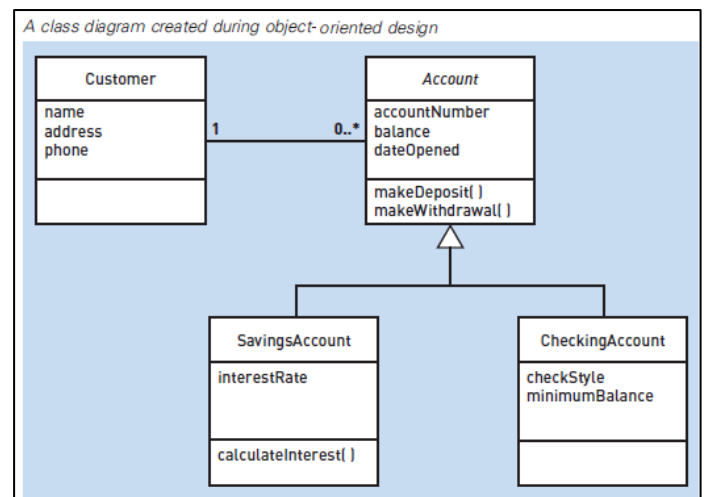 A class diagram created during object-oriented design
Customer
name
address
phone
1
0..*
Account
accountNumber
balance
dateOpened
makeDeposit( )
makeWithdrawal( )
SavingsAccount
interestRate
calculateInterest( )
CheckingAccount
checkStyle
minimumBalance